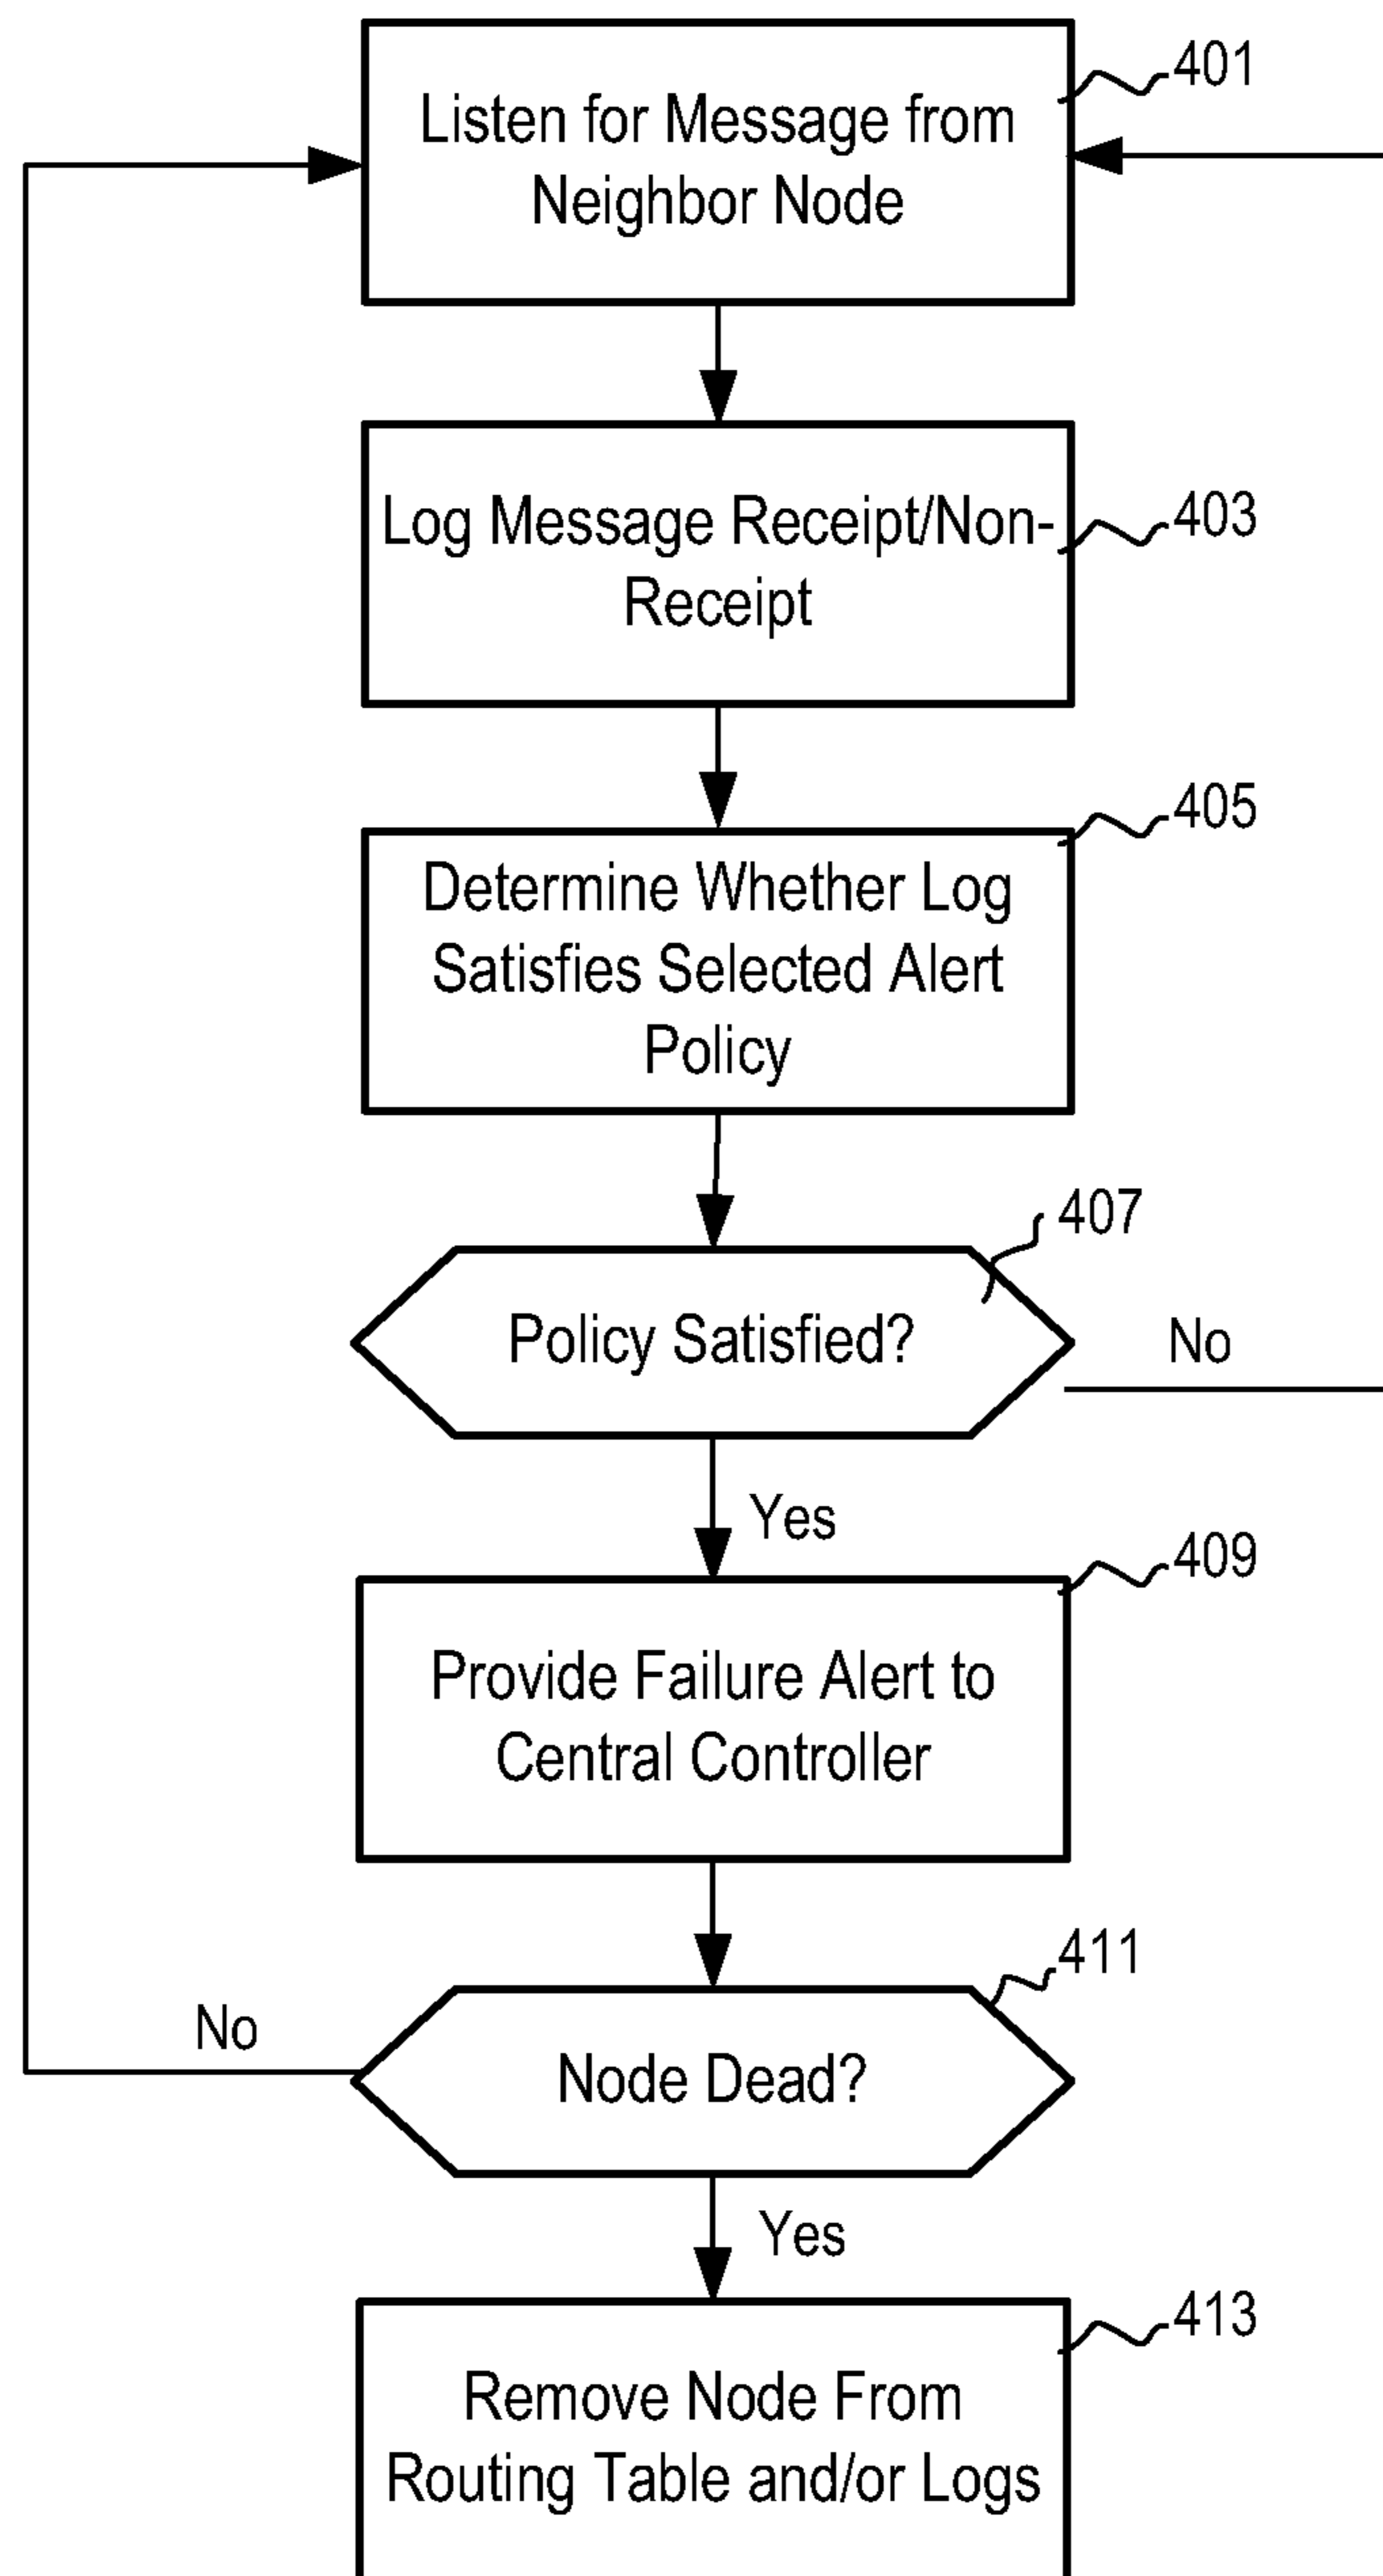 401
Listen for Message from
Neighbor Node
403
Log Message Receipt/Non-
Receipt
405
Determine Whether Log
Satisfies Selected Alert
Policy
407
Policy Satisfied?
No
Yes
409
Provide Failure Alert to
Central Controller
411
No
Node Dead?
Yes
413
Remove Node From
Routing Table and/or Logs